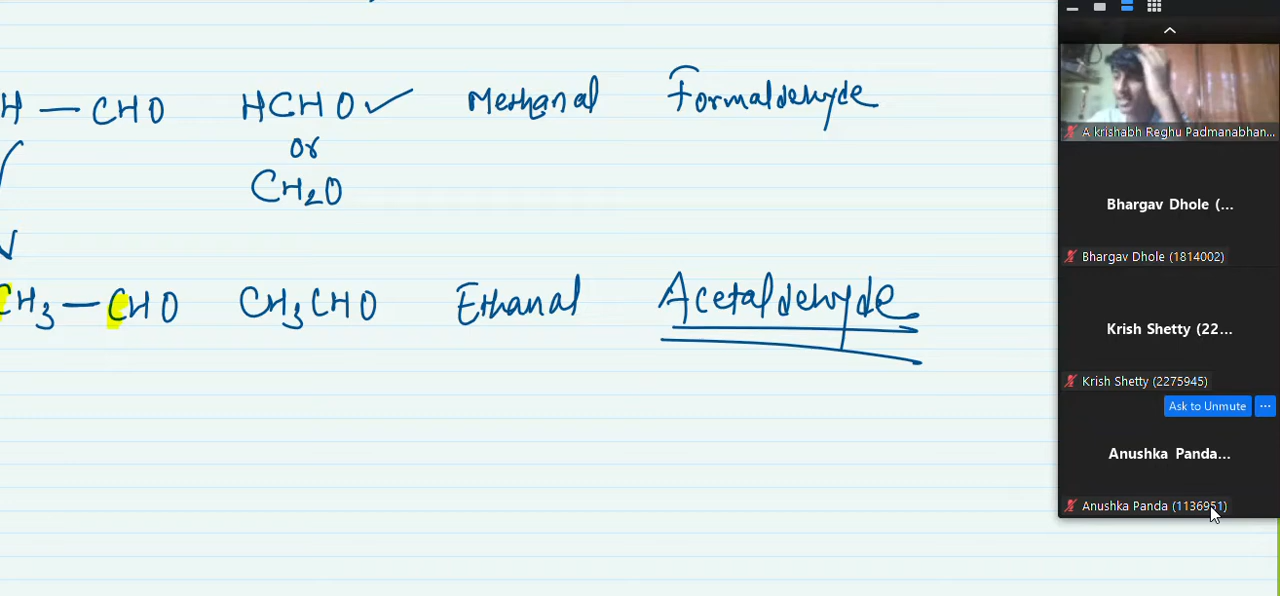 H — CHO HCHO ✓ Methanal Formaldehyde
or
CH₂O
CH₃ — CHO CH₃CHO Ethanal Acetaldehyde
A krishabh Reghu Padmanabhan...
Bhargav Dhole (...
Bhargav Dhole (1814002)
Krish Shetty (22...
Krish Shetty (2275945)
Ask to Unmute ...
Anushka Panda...
Anushka Panda (1136951)